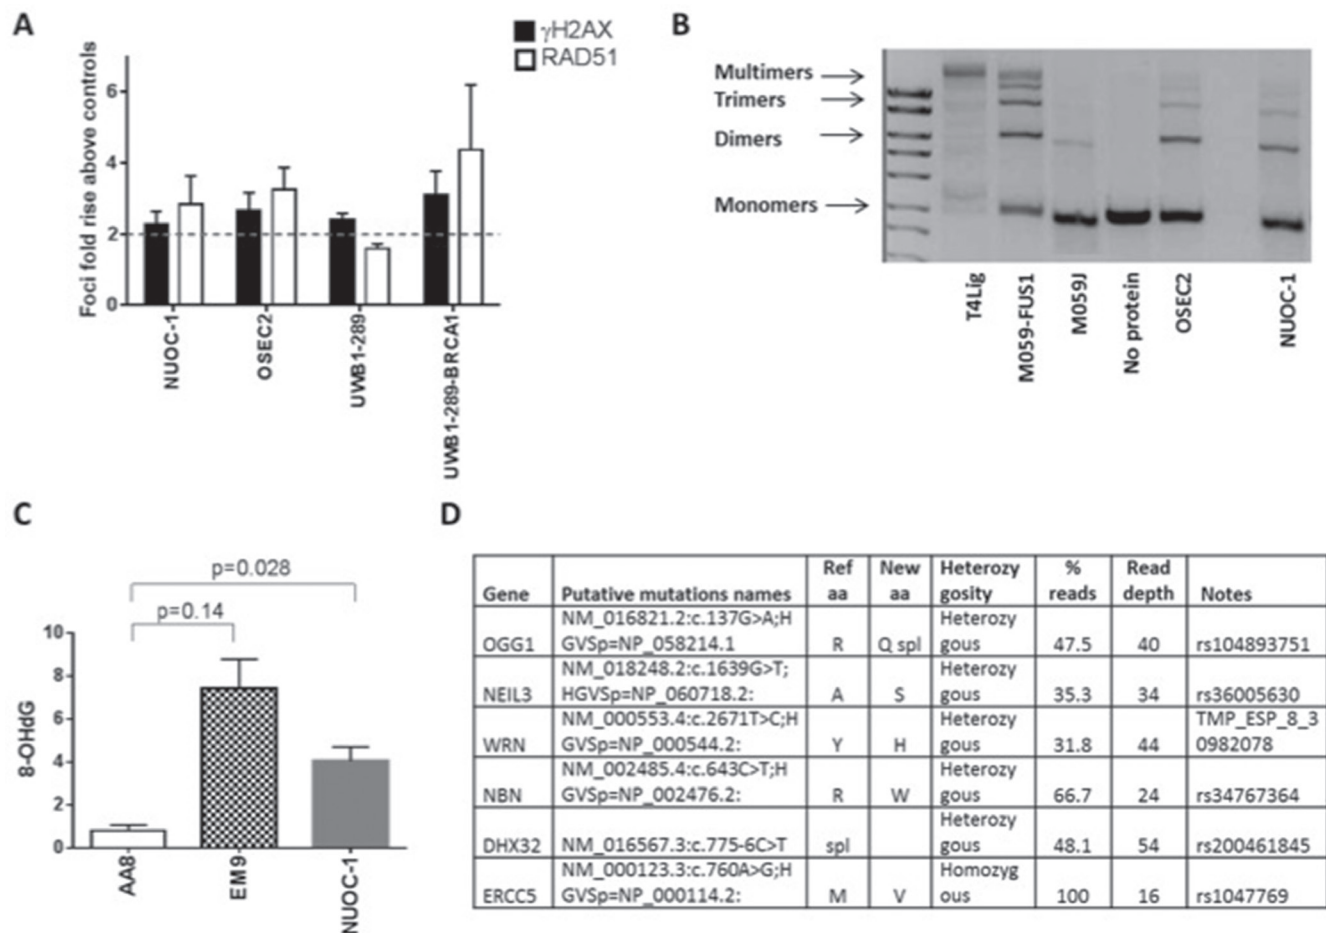 A
γH2AX
RAD51
Foci fold rise above controls
6
4
2
0
NUOC-1
OSEC2
UWB1-289
UWB1-289-BRCA1
B
Multimers
Trimers
Dimers
Monomers
T4Lig
M059-FUS1
M059J
No protein
OSEC2
NUOC-1
C
p=0.028
p=0.14
8-OHdG
10
8
6
4
2
0
AA8
EM9
NUOC-1
D
Gene Putative mutations names Ref aa New aa Heterozy gosity % reads Read depth Notes
OGG1 NM_016821.2:c.137G>A;H GVSp=NP_058214.1 R Q spl Heterozy gous 47.5 40 rs104893751
NEIL3 NM_018248.2:c.1639G>T; HGVSp=NP_060718.2: A S Heterozy gous 35.3 34 rs36005630
WRN NM_000553.4:c.2671T>C;H GVSp=NP_000544.2: Y H Heterozy gous 31.8 44 TMP_ESP_8_3 0982078
NBN NM_002485.4:c.643C>T;H GVSp=NP_002476.2: R W Heterozy gous 66.7 24 rs34767364
DHX32 NM_016567.3:c.775-6C>T spl Heterozy gous 48.1 54 rs200461845
ERCC5 NM_000123.3:c.760A>G;H GVSp=NP_000114.2: M V Homozyg ous 100 16 rs1047769